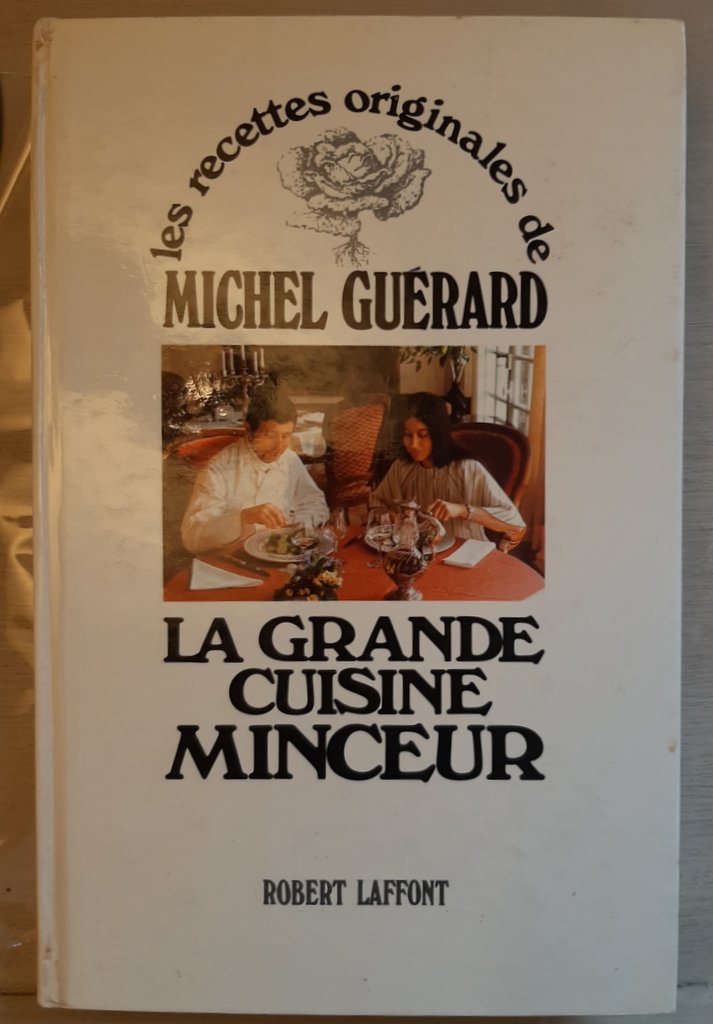 les recettes originales de
MICHEL GUÉRARD
LA GRANDE
CUISINE
MINCEUR
ROBERT LAFFONT